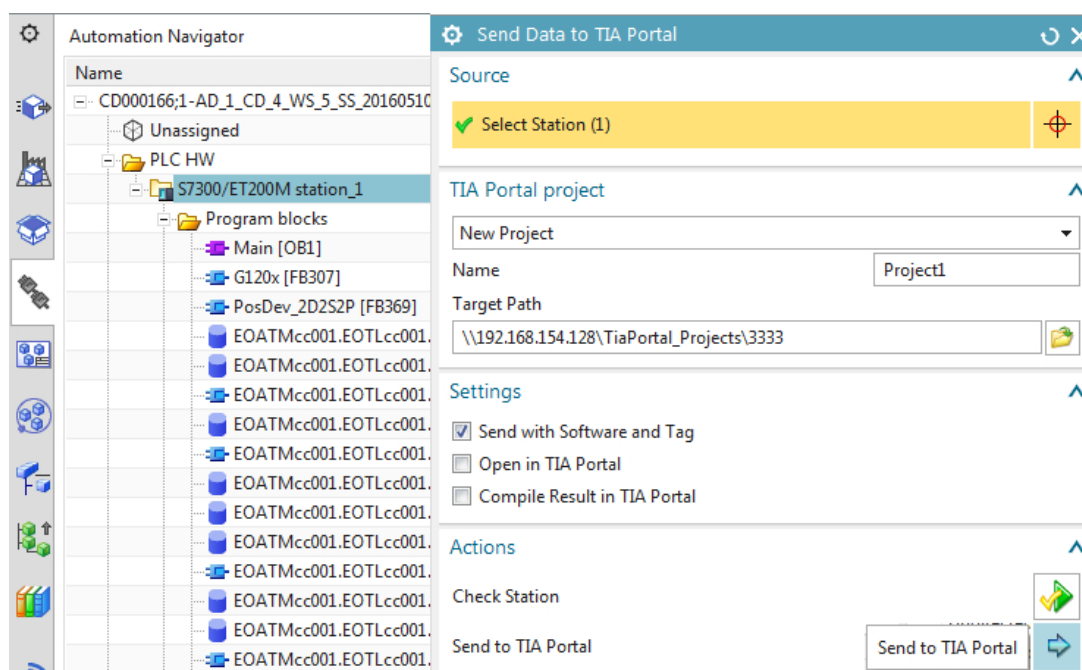 Automation Navigator
Name
CD000166;1-AD_1_CD_4_WS_5_SS_20160510
Unassigned
PLC HW
S7300/ET200M station_1
Program blocks
Main [OB1]
G120x [FB307]
PosDev_2D2S2P [FB369]
EOATMcc001.EOTLcc001.
EOATMcc001.EOTLcc001.
EOATMcc001.EOTLcc001.
EOATMcc001.EOTLcc001.
EOATMcc001.EOTLcc001.
EOATMcc001.EOTLcc001.
EOATMcc001.EOTLcc001.
EOATMcc001.EOTLcc001.
EOATMcc001.EOTLcc001.
EOATMcc001.EOTLcc001.
EOATMcc001.EOTLcc001.
EOATMcc001.EOTLcc001.
Send Data to TIA Portal
Source
Select Station (1)
TIA Portal project
New Project
Name
Project1
Target Path
\\192.168.154.128\TiaPortal_Projects\3333
Settings
Send with Software and Tag
Open in TIA Portal
Compile Result in TIA Portal
Actions
Check Station
Send to TIA Portal
Send to TIA Portal